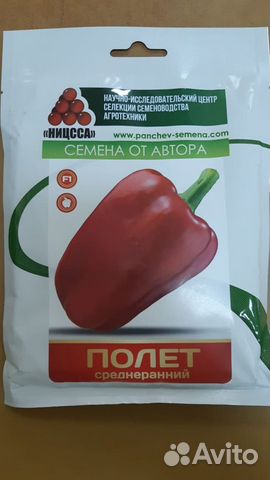 НАУЧНО-ИССЛЕДОВАТЕЛЬСКИЙ ЦЕНТР
СЕЛЕКЦИИ СЕМЕНОВОДСТВА
АГРОТЕХНИКИ
«НИЦССА»
www.panchev-semena.com
СЕМЕНА ОТ АВТОРА
F1
ПОЛЕТ
среднеранний
Avito